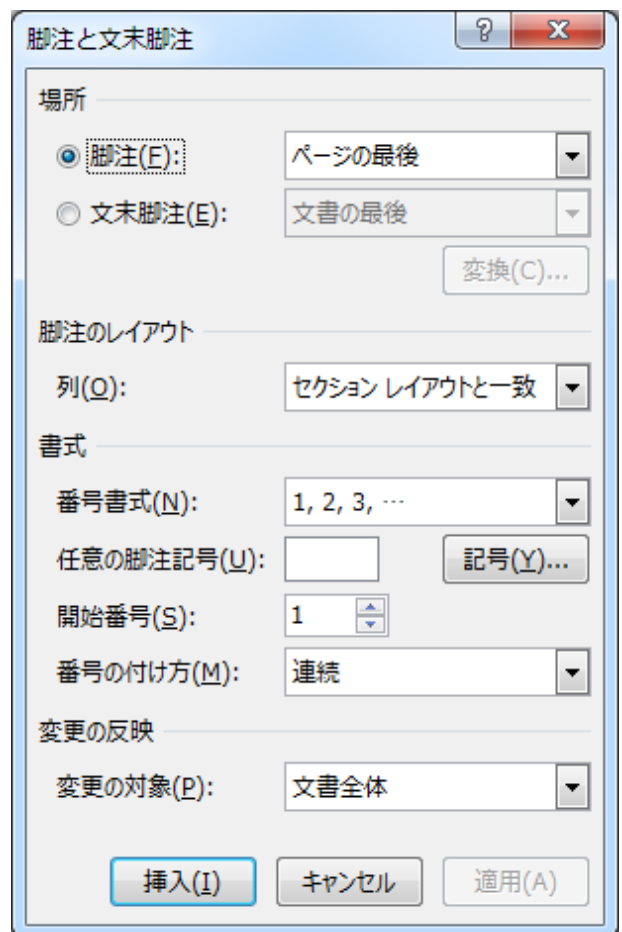 脚注と文末脚注
場所
脚注(F): ページの最後
文末脚注(E): 文書の最後
変換(C)...
脚注のレイアウト
列(O): セクション レイアウトと一致
書式
番号書式(N): 1, 2, 3, …
任意の脚注記号(U): 記号(Y)...
開始番号(S): 1
番号の付け方(M): 連続
変更の反映
変更の対象(P): 文書全体
挿入(I) キャンセル 適用(A)